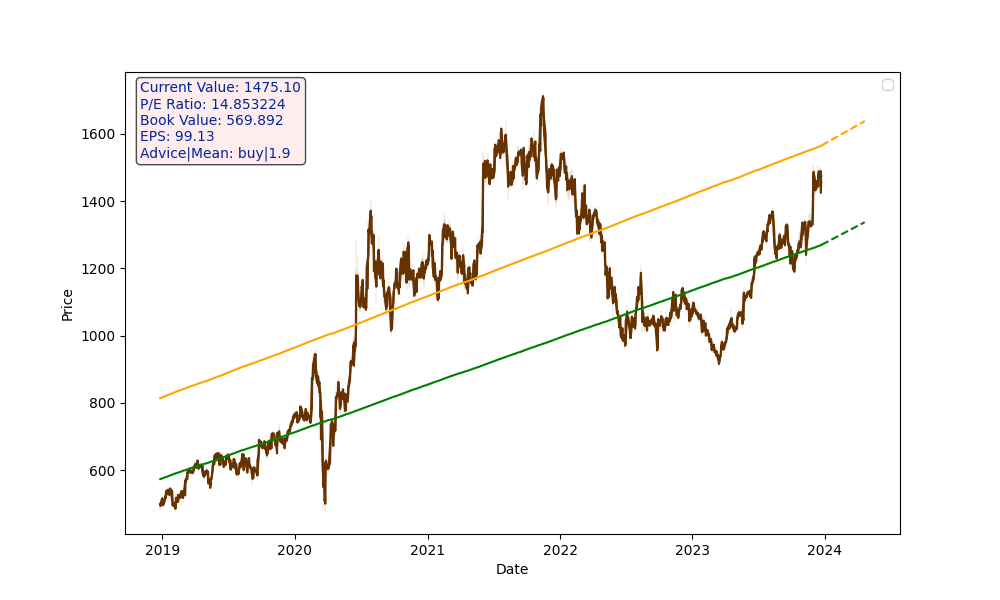 Current Value: 1475.10
P/E Ratio: 14.853224
Book Value: 569.892
EPS: 99.13
Advice|Mean: buy|1.9
1600
1400
1200
1000
800
600
Price
2019 2020 2021 2022 2023 2024
Date